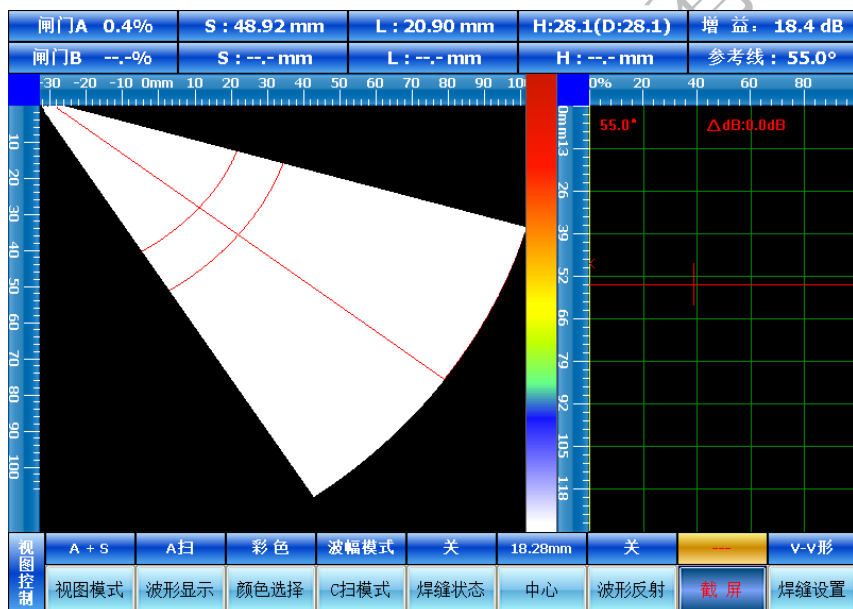 闸门A 0.4% S : 48.92 mm L : 20.90 mm H:28.1(D:28.1) 增 益: 18.4 dB
闸门B --.-% S : --.- mm L : --.- mm H : --.- mm 参考线 : 55.0°
-30 -20 -10 0mm 10 20 30 40 50 60 70 80 90 10 0% 20 40 60 80
55.0° △dB:0.0dB
10
20
30
40
50
60
70
80
90
100
0mm
13
26
39
52
66
79
92
105
118
视图控制
A + S A扫 彩 色 波幅模式 关 18.28mm 关 --- V-V形
视图模式 波形显示 颜色选择 C扫模式 焊缝状态 中心 波形反射 截 屏 焊缝设置